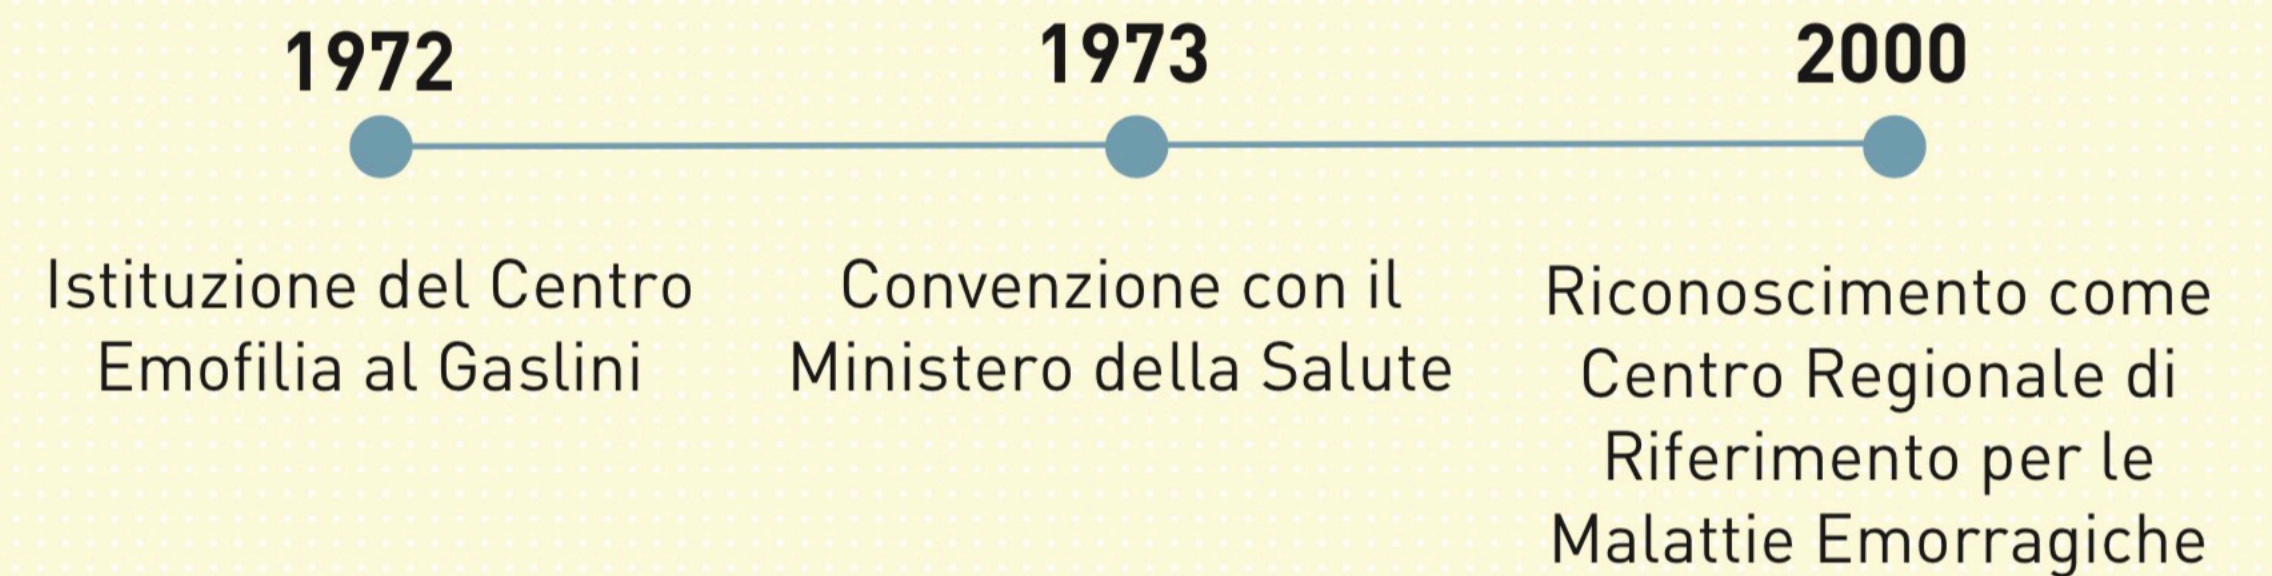 1972
Istituzione del Centro
Emofilia al Gaslini
1973
Convenzione con il
Ministero della Salute
2000
Riconoscimento come
Centro Regionale di
Riferimento per le
Malattie Emorragiche